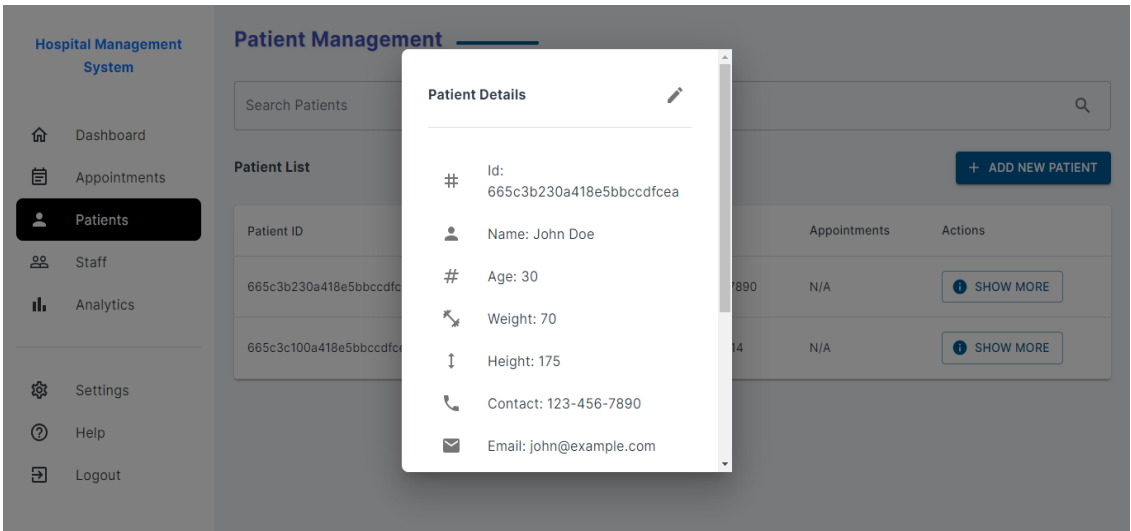 Hospital Management
System
Dashboard
Appointments
Patients
Staff
Analytics
Settings
Help
Logout
Patient Management
Search Patients
Patient List
+ ADD NEW PATIENT
Patient ID
Appointments
Actions
665c3b230a418e5bbccdfc
7890
N/A
SHOW MORE
665c3c100a418e5bbccdfc
14
N/A
SHOW MORE
Patient Details
Id:
665c3b230a418e5bbccdfcea
Name: John Doe
Age: 30
Weight: 70
Height: 175
Contact: 123-456-7890
Email: john@example.com